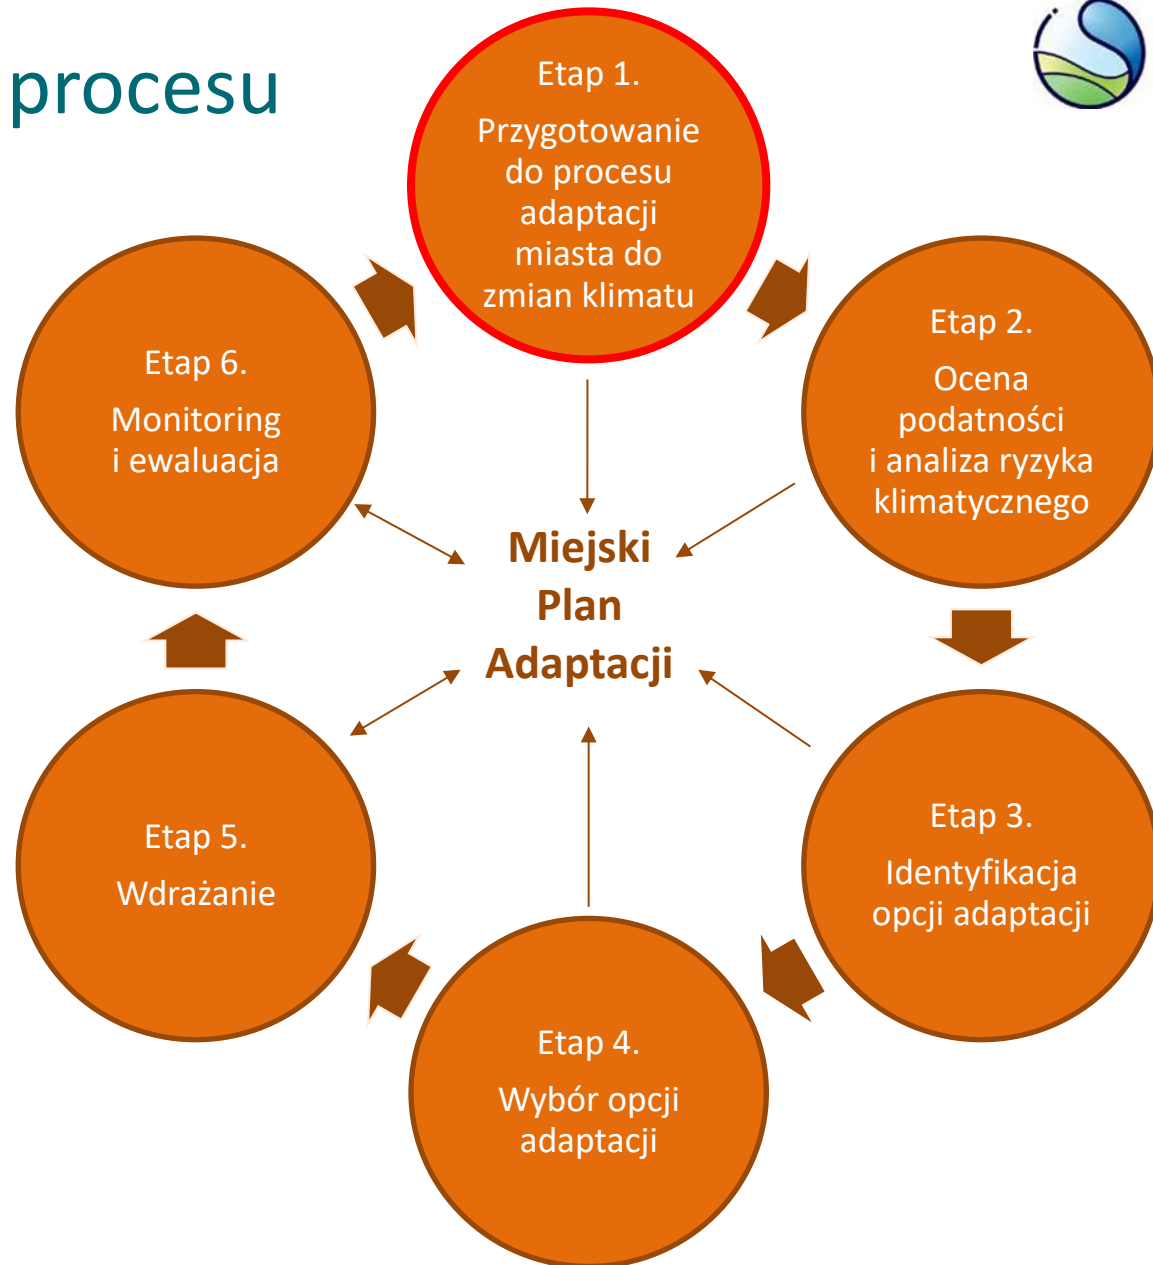 procesu
Etap 1.
Przygotowanie
do procesu
adaptacji
miasta do
zmian klimatu
Etap 2.
Ocena
podatności
i analiza ryzyka
klimatycznego
Etap 3.
Identyfikacja
opcji adaptacji
Etap 4.
Wybór opcji
adaptacji
Etap 5.
Wdrażanie
Etap 6.
Monitoring
i ewaluacja
Miejski
Plan
Adaptacji